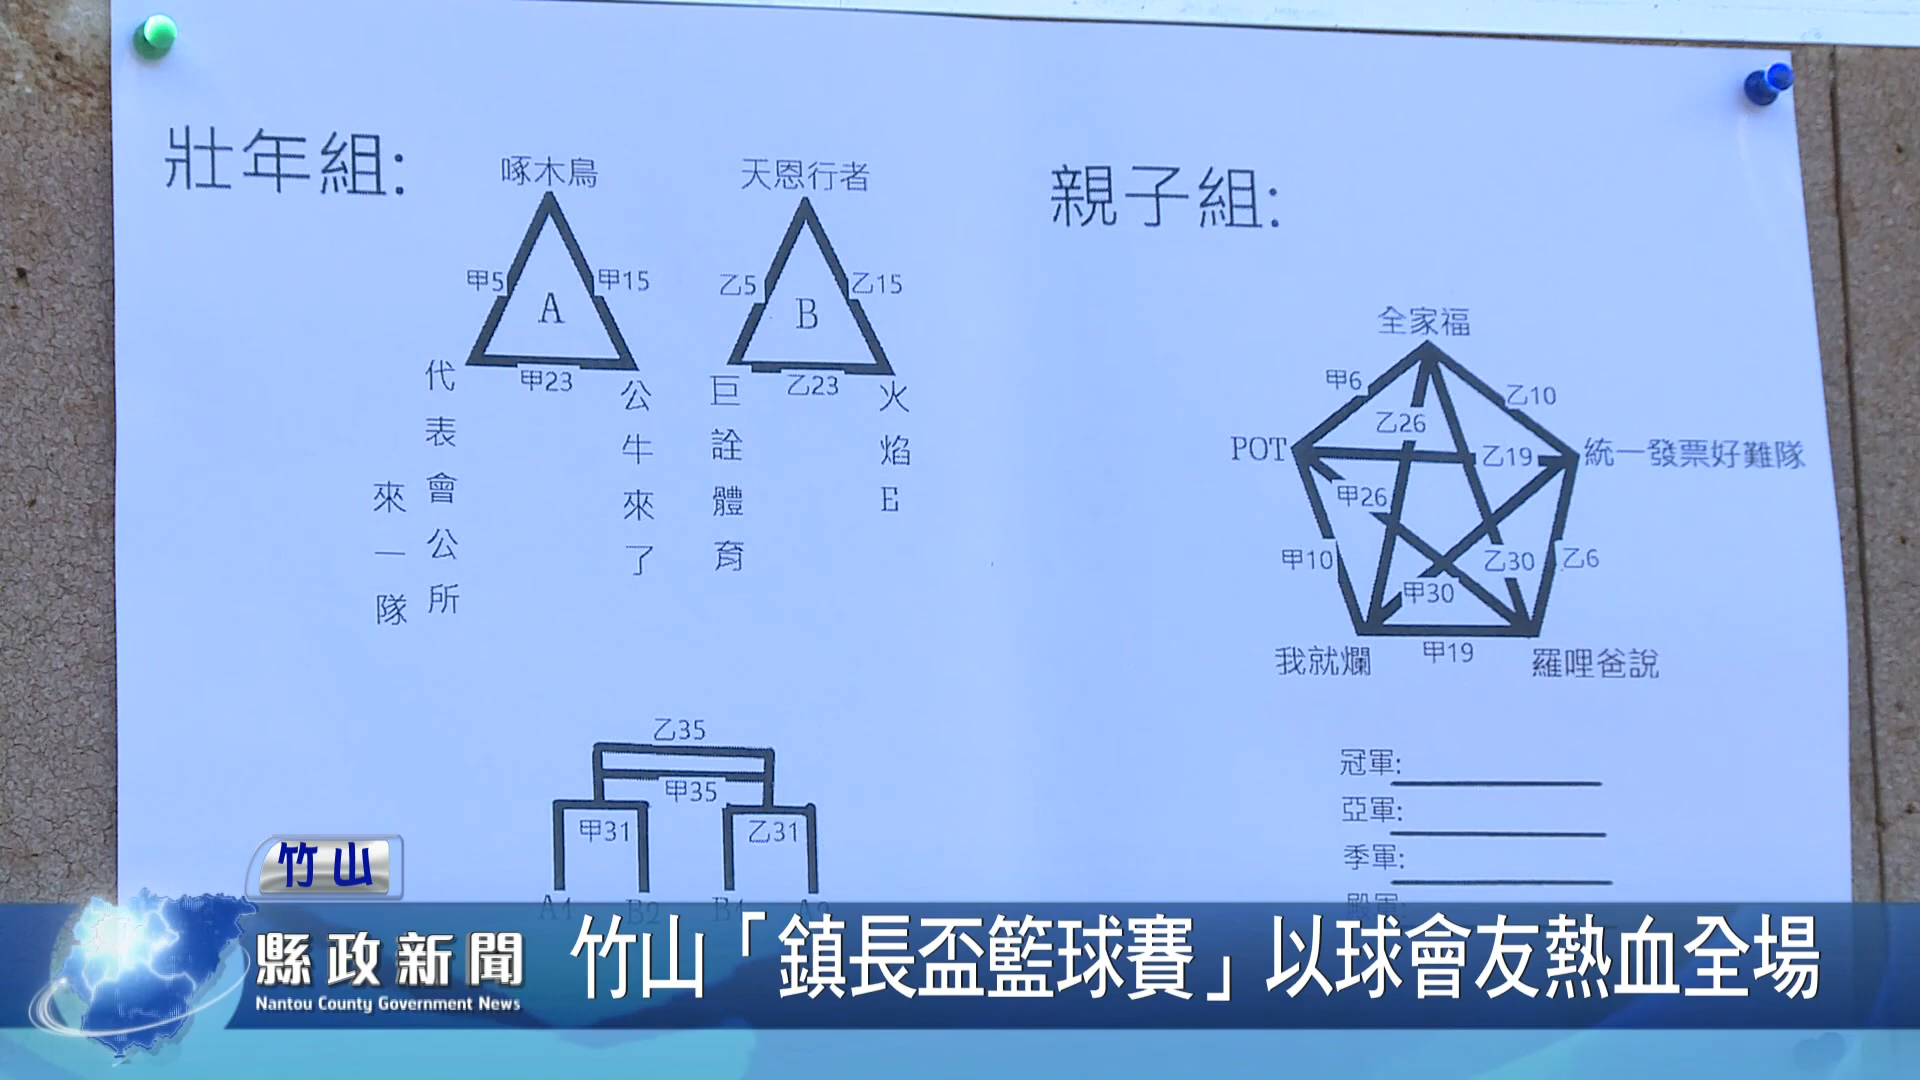 壯年組:
啄木鳥
甲5
甲15
A
甲23
代表會公所
來一隊
公牛來了
天恩行者
乙5
乙15
B
乙23
巨詮體育
火焰E
乙35
甲35
甲31
乙31
A1
B2
B1
A2
親子組:
全家福
甲6
乙10
乙26
POT
乙19
統一發票好難隊
甲26
甲10
乙30
乙6
甲30
我就爛
甲19
羅哩爸說
冠軍:
亞軍:
季軍:
殿軍:
竹山
縣政新聞
Nantou County Government News
竹山「鎮長盃籃球賽」以球會友熱血全場